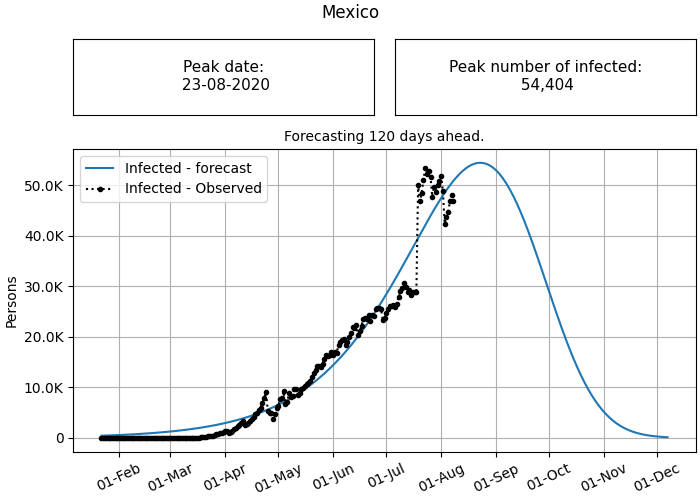 Mexico
Peak date:
23-08-2020
Peak number of infected:
54,404
Forecasting 120 days ahead.
Infected - forecast
Infected - Observed
Persons
50.0K
40.0K
30.0K
20.0K
10.0K
0
01-Feb
01-Mar
01-Apr
01-May
01-Jun
01-Jul
01-Aug
01-Sep
01-Oct
01-Nov
01-Dec